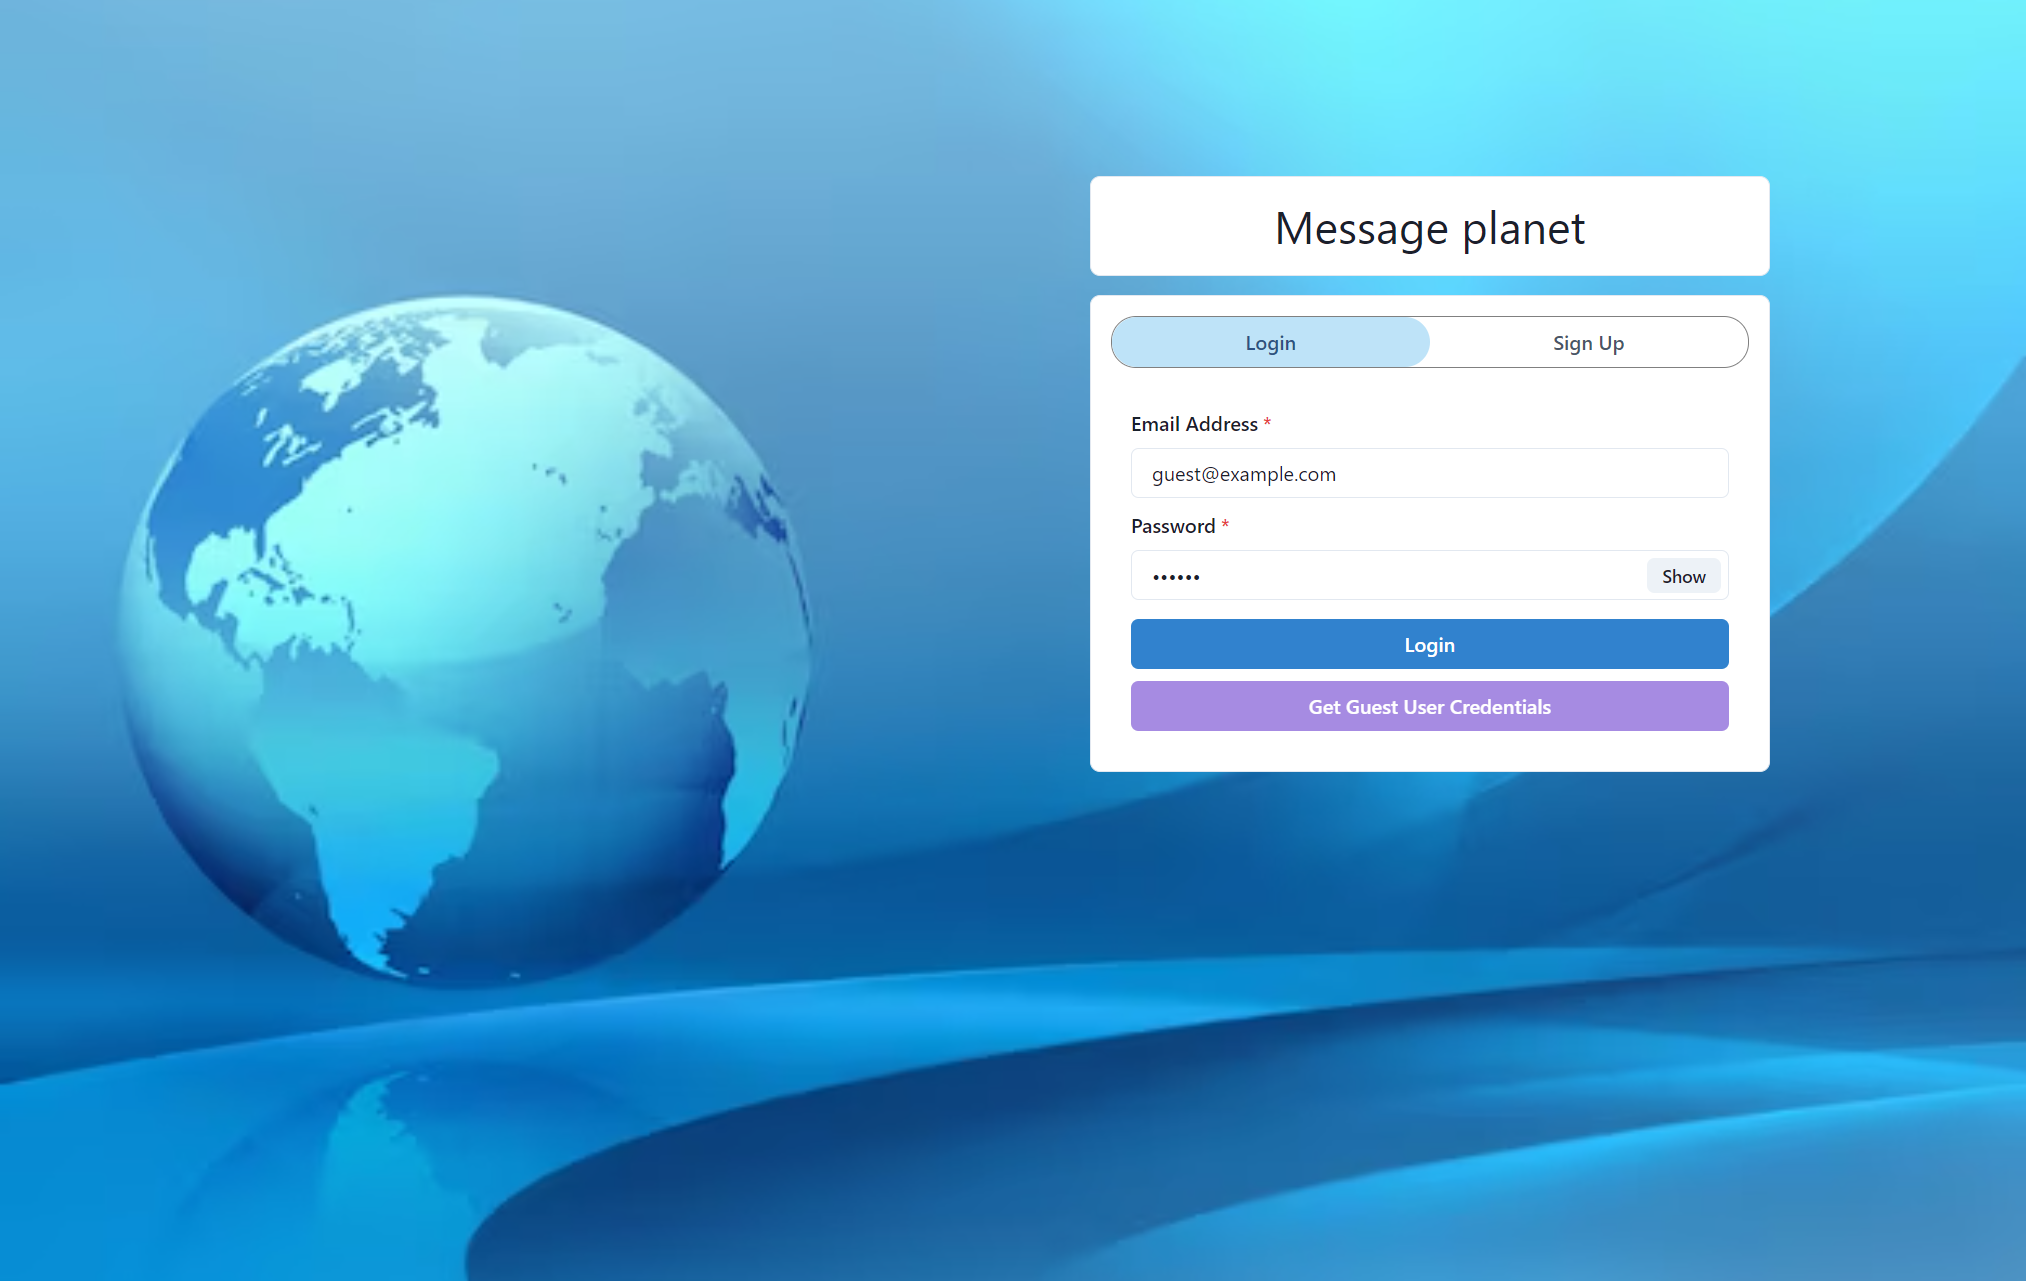 Message planet
Login
Sign Up
Email Address *
guest@example.com
Password *
••••••
Show
Login
Get Guest User Credentials